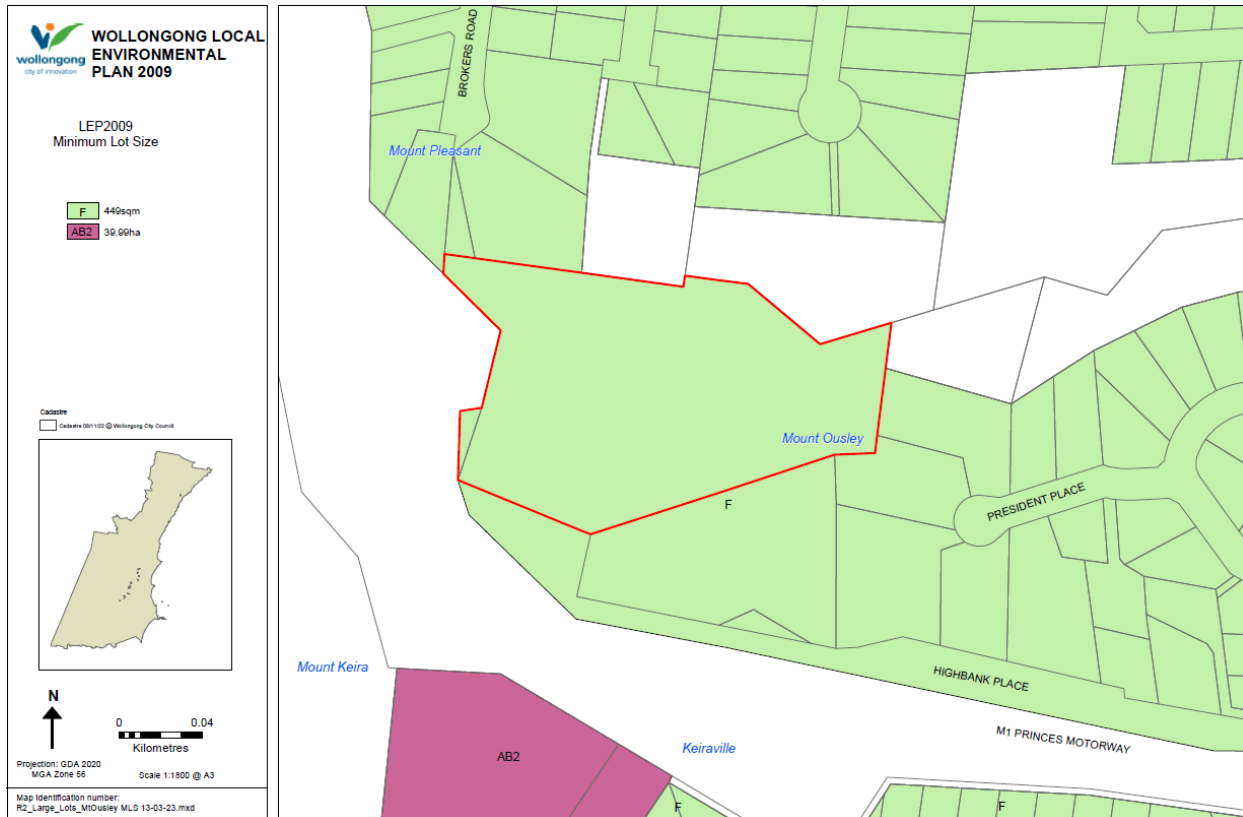 WOLLONGONG LOCAL
ENVIRONMENTAL
PLAN 2009
wollongong
city of innovation
LEP2009
Minimum Lot Size
F 449sqm
AB2 39.99ha
Cadastre
Cadastre 08/11/22 © Wollongong City Council
N
0 0.04
Kilometres
Projection: GDA 2020
MGA Zone 56
Scale 1:1800 @ A3
Map Identification number:
R2_Large_Lots_MtOusley MLS 13-03-23.mxd
BROKERS ROAD
Mount Pleasant
Mount Ousley
F
PRESIDENT PLACE
Mount Keira
HIGHBANK PLACE
M1 PRINCES MOTORWAY
Keiraville
AB2
F
F